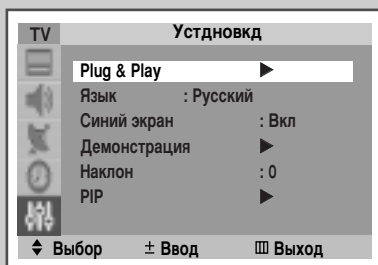 TV Устдновкд
Plug & Play ▶
Язык : Русский
Синий экран : Вкл
Демонстрация ▶
Наклон : 0
PIP ▶
Выбор ± Ввод Выход